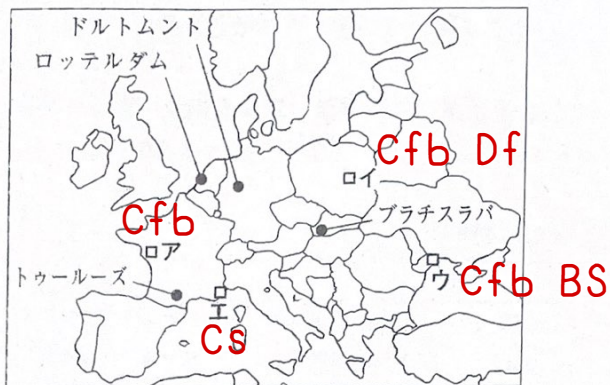 ドルトムント
ロッテルダム
Cfb Df
ロイ
Cfb
ブラチスラバ
ロア
トゥールーズ
ウ
Cfb BS
エ
Cs